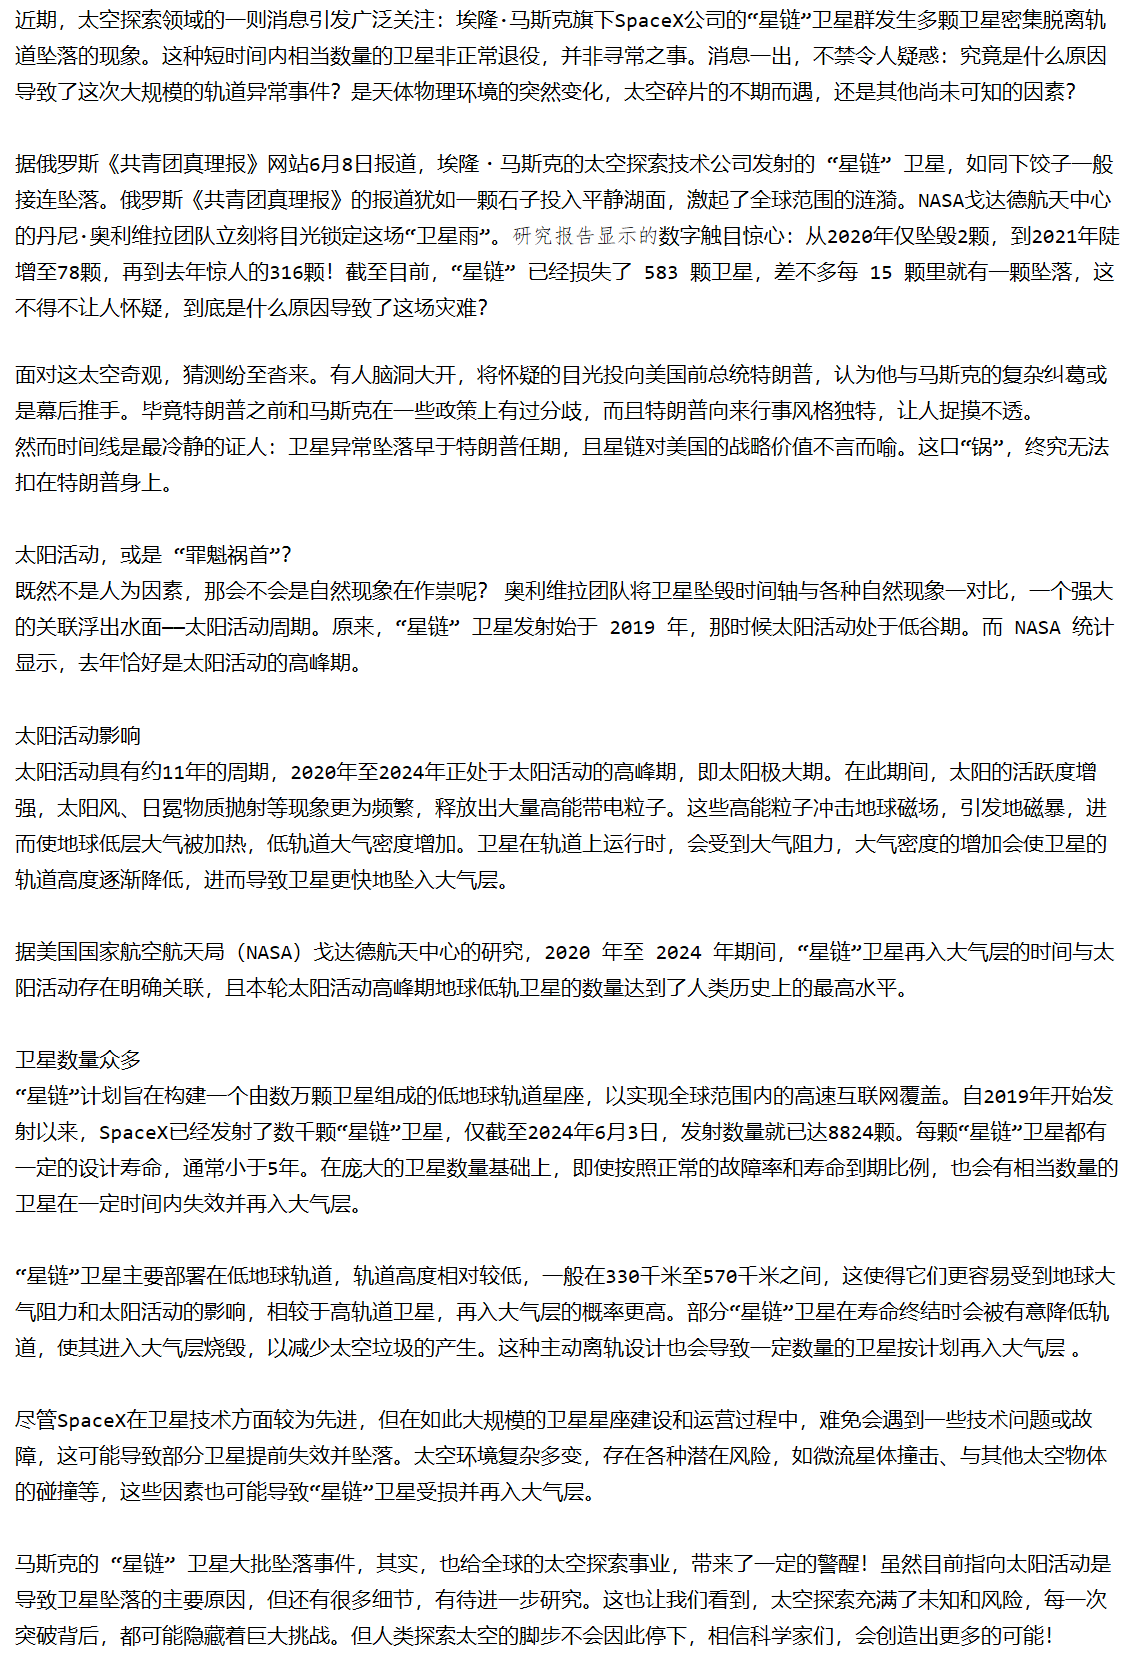 近期，太空探索领域的一则消息引发广泛关注：埃隆·马斯克旗下SpaceX公司的“星链”卫星群发生多颗卫星密集脱离轨
道坠落的现象。这种短时间内相当数量的卫星非正常退役，并非寻常之事。消息一出，不禁令人疑惑：究竟是什么原因
导致了这次大规模的轨道异常事件？是天体物理环境的突然变化，太空碎片的不期而遇，还是其他尚未可知的因素？
据俄罗斯《共青团真理报》网站6月8日报道，埃隆·马斯克的太空探索技术公司发射的 “星链” 卫星，如同下饺子一般
接连坠落。俄罗斯《共青团真理报》的报道犹如一颗石子投入平静湖面，激起了全球范围的涟漪。NASA戈达德航天中心
的丹尼·奥利维拉团队立刻将目光锁定这场“卫星雨”。研究报告显示的数字触目惊心：从2020年仅坠毁2颗，到2021年陡
增至78颗，再到去年惊人的316颗！截至目前，“星链” 已经损失了 583 颗卫星，差不多每 15 颗里就有一颗坠落，这
不得不让人怀疑，到底是什么原因导致了这场灾难？
面对这太空奇观，猜测纷至沓来。有人脑洞大开，将怀疑的目光投向美国前总统特朗普，认为他与马斯克的复杂纠葛或
是幕后推手。毕竟特朗普之前和马斯克在一些政策上有过分歧，而且特朗普向来行事风格独特，让人捉摸不透。
然而时间线是最冷静的证人：卫星异常坠落早于特朗普任期，且星链对美国的战略价值不言而喻。这口“锅”，终究无法
扣在特朗普身上。
太阳活动，或是 “罪魁祸首”？
既然不是人为因素，那会不会是自然现象在作祟呢？ 奥利维拉团队将卫星坠毁时间轴与各种自然现象一对比，一个强大
的关联浮出水面——太阳活动周期。原来，“星链” 卫星发射始于 2019 年，那时候太阳活动处于低谷期。而 NASA 统计
显示，去年恰好是太阳活动的高峰期。
太阳活动影响
太阳活动具有约11年的周期，2020年至2024年正处于太阳活动的高峰期，即太阳极大期。在此期间，太阳的活跃度增
强，太阳风、日冕物质抛射等现象更为频繁，释放出大量高能带电粒子。这些高能粒子冲击地球磁场，引发地磁暴，进
而使地球低层大气被加热，低轨道大气密度增加。卫星在轨道上运行时，会受到大气阻力，大气密度的增加会使卫星的
轨道高度逐渐降低，进而导致卫星更快地坠入大气层。
据美国国家航空航天局（NASA）戈达德航天中心的研究，2020 年至 2024 年期间，“星链”卫星再入大气层的时间与太
阳活动存在明确关联，且本轮太阳活动高峰期地球低轨卫星的数量达到了人类历史上的最高水平。
卫星数量众多
“星链”计划旨在构建一个由数万颗卫星组成的低地球轨道星座，以实现全球范围内的高速互联网覆盖。自2019年开始发
射以来，SpaceX已经发射了数千颗“星链”卫星，仅截至2024年6月3日，发射数量就已达8824颗。每颗“星链”卫星都有
一定的设计寿命，通常小于5年。在庞大的卫星数量基础上，即使按照正常的故障率和寿命到期比例，也会有相当数量的
卫星在一定时间内失效并再入大气层。
“星链”卫星主要部署在低地球轨道，轨道高度相对较低，一般在330千米至570千米之间，这使得它们更容易受到地球大
气阻力和太阳活动的影响，相较于高轨道卫星，再入大气层的概率更高。部分“星链”卫星在寿命终结时会被有意降低轨
道，使其进入大气层烧毁，以减少太空垃圾的产生。这种主动离轨设计也会导致一定数量的卫星按计划再入大气层 。
尽管SpaceX在卫星技术方面较为先进，但在如此大规模的卫星星座建设和运营过程中，难免会遇到一些技术问题或故
障，这可能导致部分卫星提前失效并坠落。太空环境复杂多变，存在各种潜在风险，如微流星体撞击、与其他太空物体
的碰撞等，这些因素也可能导致“星链”卫星受损并再入大气层。
马斯克的 “星链” 卫星大批坠落事件，其实，也给全球的太空探索事业，带来了一定的警醒！虽然目前指向太阳活动是
导致卫星坠落的主要原因，但还有很多细节，有待进一步研究。这也让我们看到，太空探索充满了未知和风险，每一次
突破背后，都可能隐藏着巨大挑战。但人类探索太空的脚步不会因此停下，相信科学家们，会创造出更多的可能！